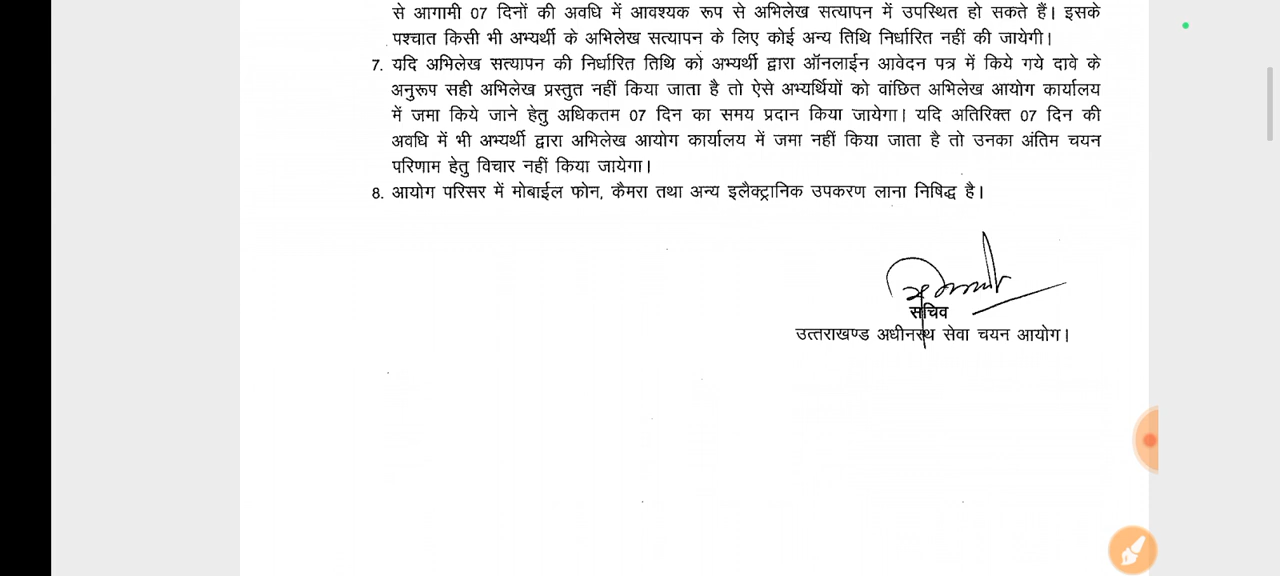 से आगामी 07 दिनों की अवधि में आवश्यक रूप से अभिलेख सत्यापन में उपस्थित हो सकते हैं। इसके
पश्चात किसी भी अभ्यर्थी के अभिलेख सत्यापन के लिए कोई अन्य तिथि निर्धारित नहीं की जायेगी।
7. यदि अभिलेख सत्यापन की निर्धारित तिथि को अभ्यर्थी द्वारा ऑनलाईन आवेदन पत्र में किये गये दावे के
अनुरूप सही अभिलेख प्रस्तुत नहीं किया जाता है तो ऐसे अभ्यर्थियों को वांछित अभिलेख आयोग कार्यालय
में जमा किये जाने हेतु अधिकतम 07 दिन का समय प्रदान किया जायेगा। यदि अतिरिक्त 07 दिन की
अवधि में भी अभ्यर्थी द्वारा अभिलेख आयोग कार्यालय में जमा नहीं किया जाता है तो उनका अंतिम चयन
परिणाम हेतु विचार नहीं किया जायेगा।
8. आयोग परिसर में मोबाईल फोन, कैमरा तथा अन्य इलैक्ट्रानिक उपकरण लाना निषिद्ध है।
सचिव
उत्तराखण्ड अधीनस्थ सेवा चयन आयोग।